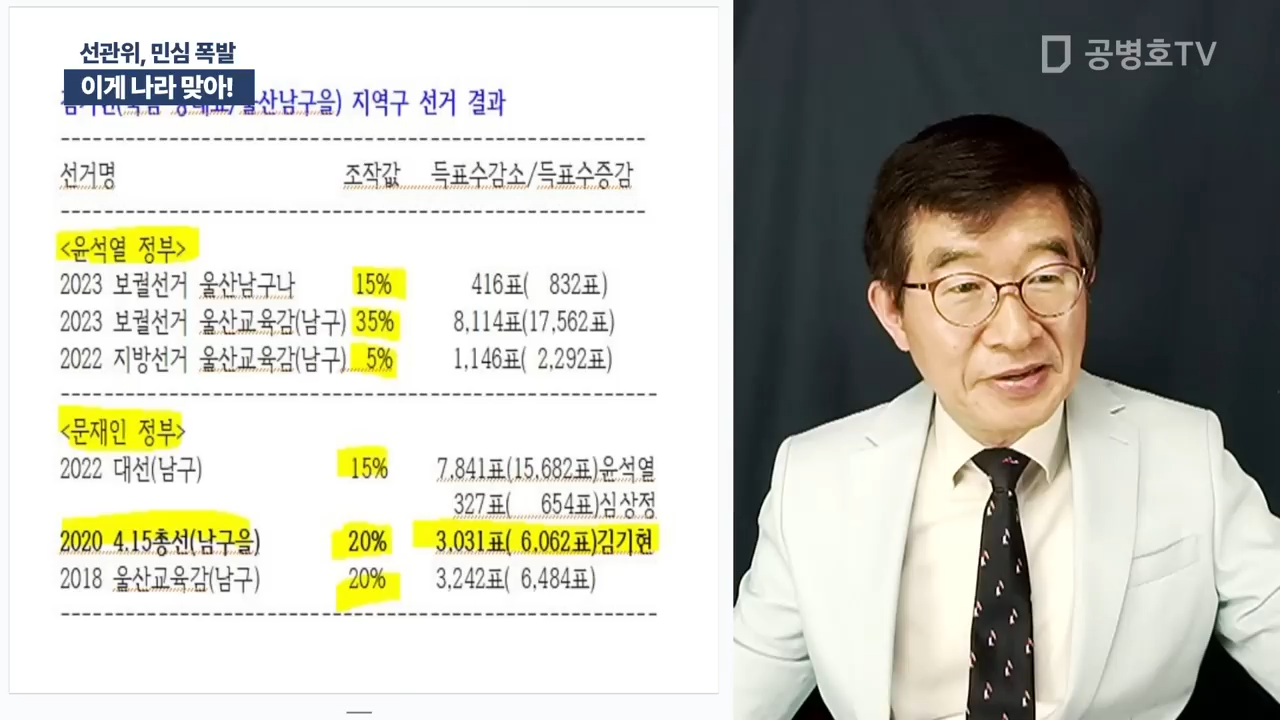 선관위, 민심 폭발
이게 나라 맞아!
공병호TV
울산남구을) 지역구 선거 결과
선거명 조작값 득표수감소/득표수증감
<윤석열 정부>
2023 보궐선거 울산남구나 15% 416표( 832표)
2023 보궐선거 울산교육감(남구) 35% 8,114표(17,562표)
2022 지방선거 울산교육감(남구) 5% 1,146표( 2,292표)
<문재인 정부>
2022 대선(남구) 15% 7.841표(15.682표)윤석열
327표( 654표)심상정
2020 4.15총선(남구을) 20% 3,031표( 6,062표)김기현
2018 울산교육감(남구) 20% 3,242표( 6,484표)